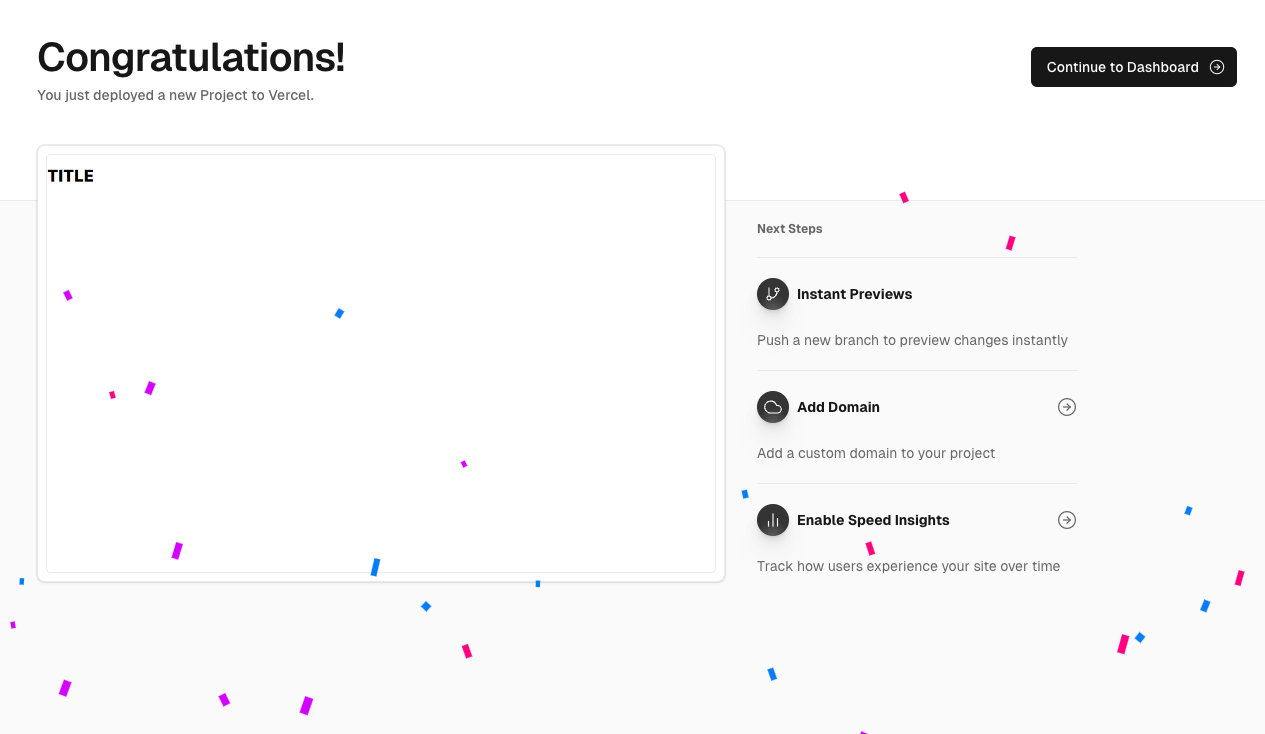 Congratulations!
You just deployed a new Project to Vercel.
Continue to Dashboard
TITLE
Next Steps
Instant Previews
Push a new branch to preview changes instantly
Add Domain
Add a custom domain to your project
Enable Speed Insights
Track how users experience your site over time